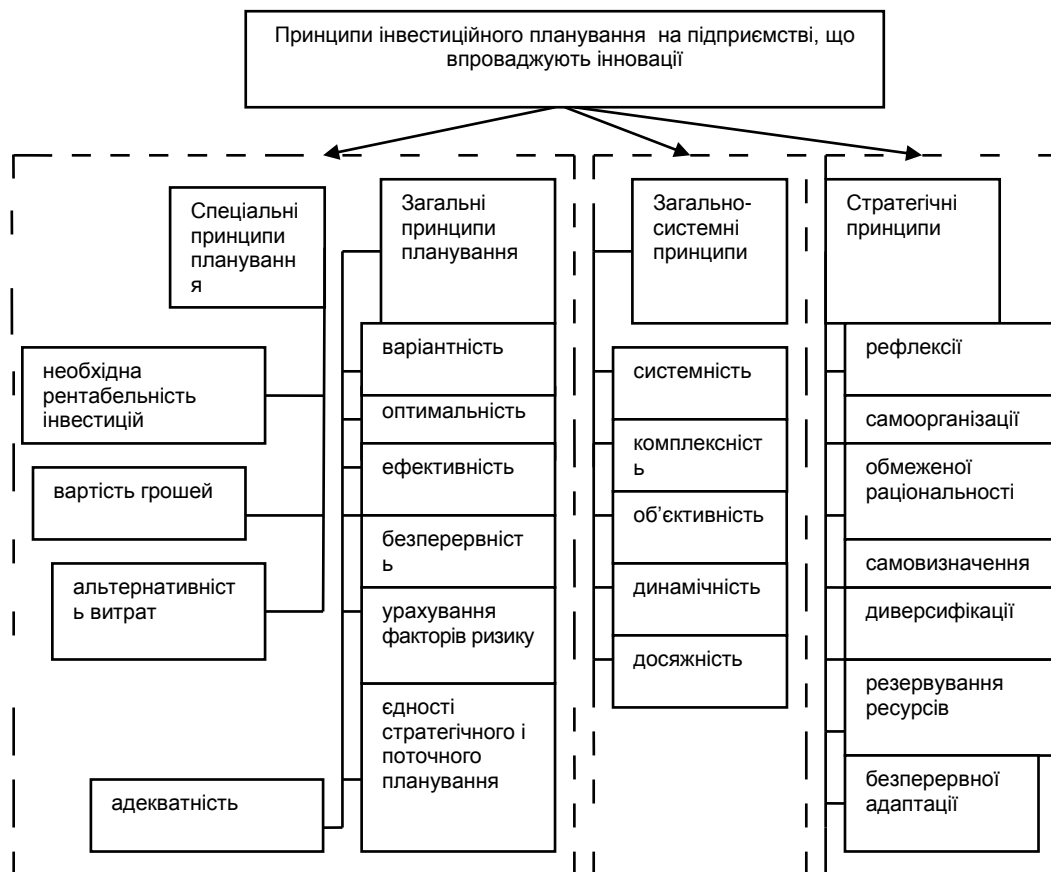 Принципи інвестиційного планування на підприємстві, що
впроваджують інновації
Спеціальні
принципи
плануванн
я
необхідна
рентабельність
інвестицій
вартість грошей
альтернативніст
ь витрат
Загальні
принципи
планування
варіантність
оптимальність
ефективність
безперервніст
ь
урахування
факторів ризику
єдності
стратегічного і
поточного
планування
адекватність
Загально-
системні
принципи
системність
комплексніст
ь
об’єктивність
динамічність
досяжність
Стратегічні
принципи
рефлексії
самоорганізації
обмеженої
раціональності
самовизначення
диверсифікації
резервування
ресурсів
безперервної
адаптації